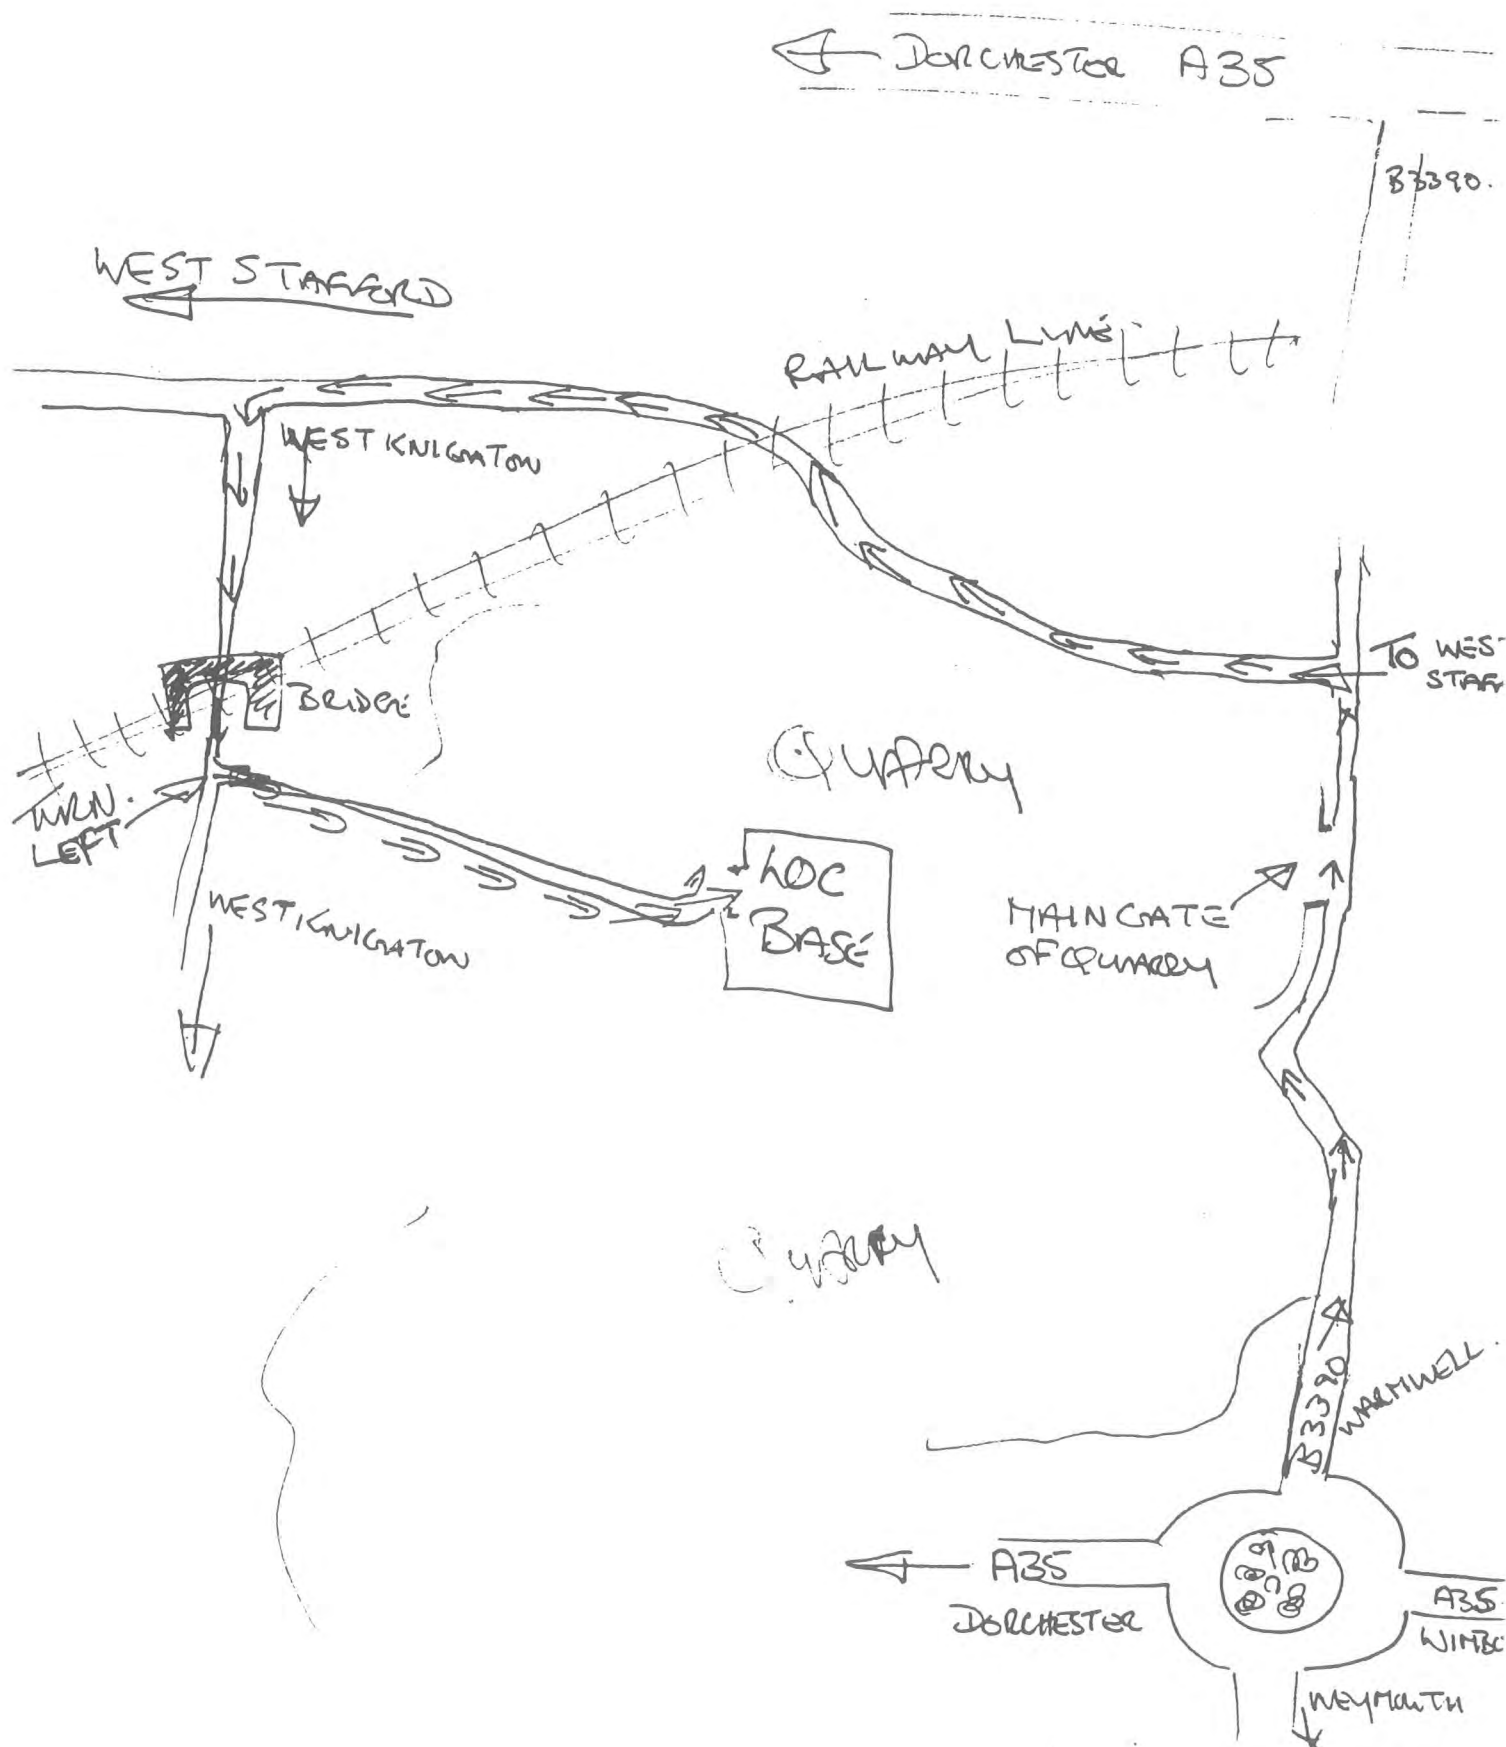 DORCHESTER A35
B3390.
WEST STAFFORD
RAILWAY LINE
WEST KNIGHTON
TO WEST
STAFF
BRIDGE
QUARRY
TURN.
LEFT
LOC
BASE
MAIN GATE
OF QUARRY
WEST KNIGHTON
QUARRY
B3390
WARMWELL.
A35
DORCHESTER
A35
WIMBO
WEYMOUTH